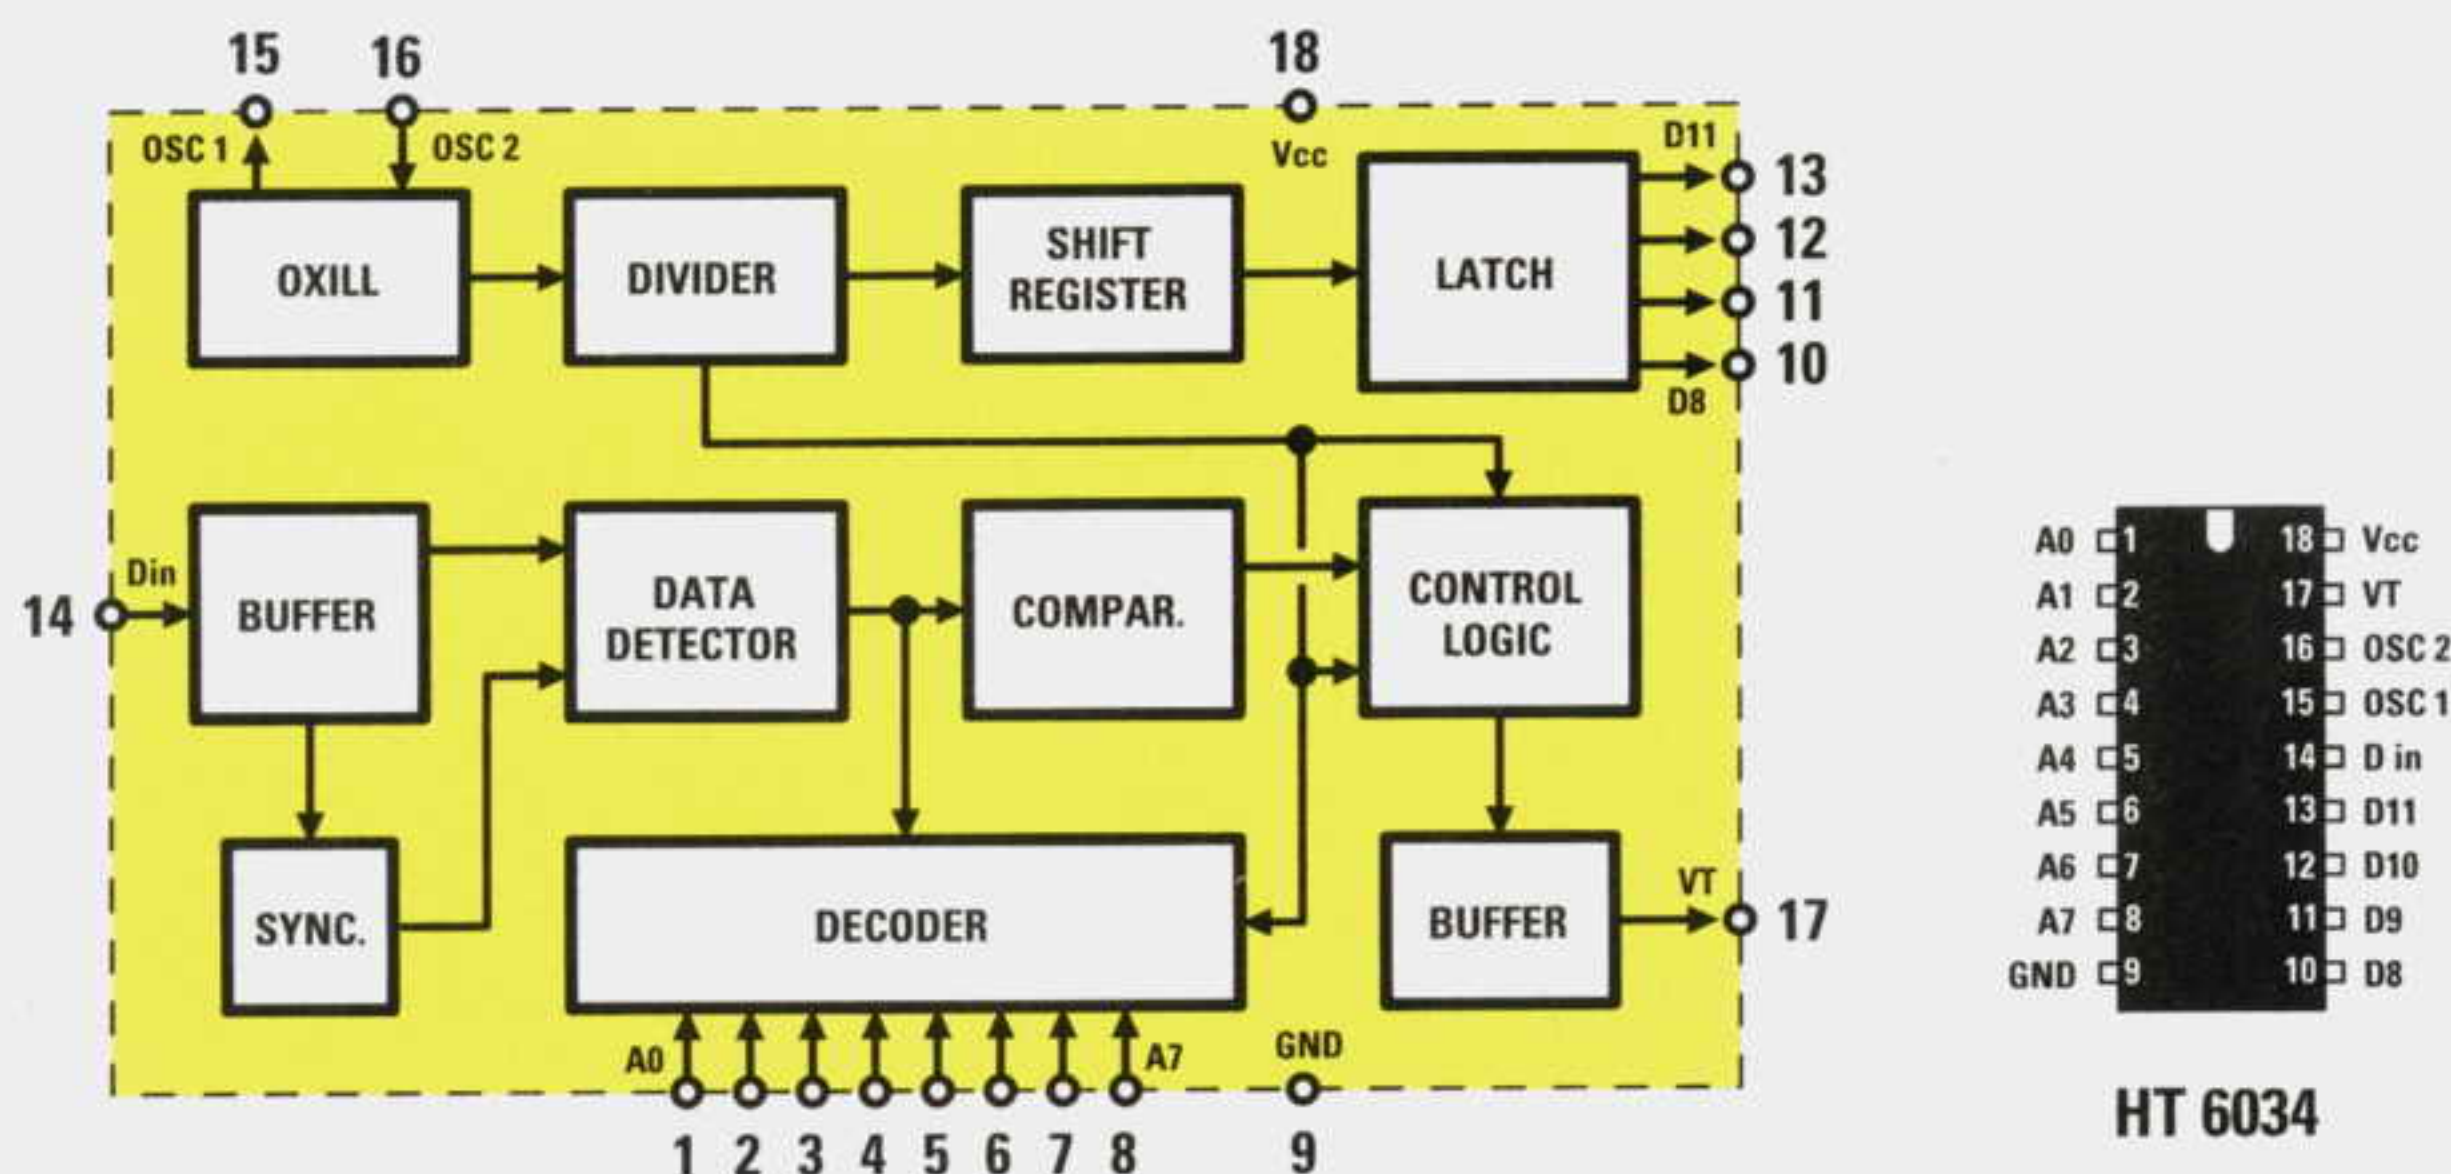 15 16 18
OSC 1 OSC 2 Vcc D11
OXILL
DIVIDER
SHIFT
REGISTER
LATCH
13
12
11
10
D8
14
Din
BUFFER
DATA
DETECTOR
COMPAR.
CONTROL
LOGIC
SYNC.
DECODER
BUFFER
VT
17
A0 A7 GND
1 2 3 4 5 6 7 8 9
A0 1 18 Vcc
A1 2 17 VT
A2 3 16 OSC 2
A3 4 15 OSC 1
A4 5 14 D in
A5 6 13 D11
A6 7 12 D10
A7 8 11 D9
GND 9 10 D8
HT 6034